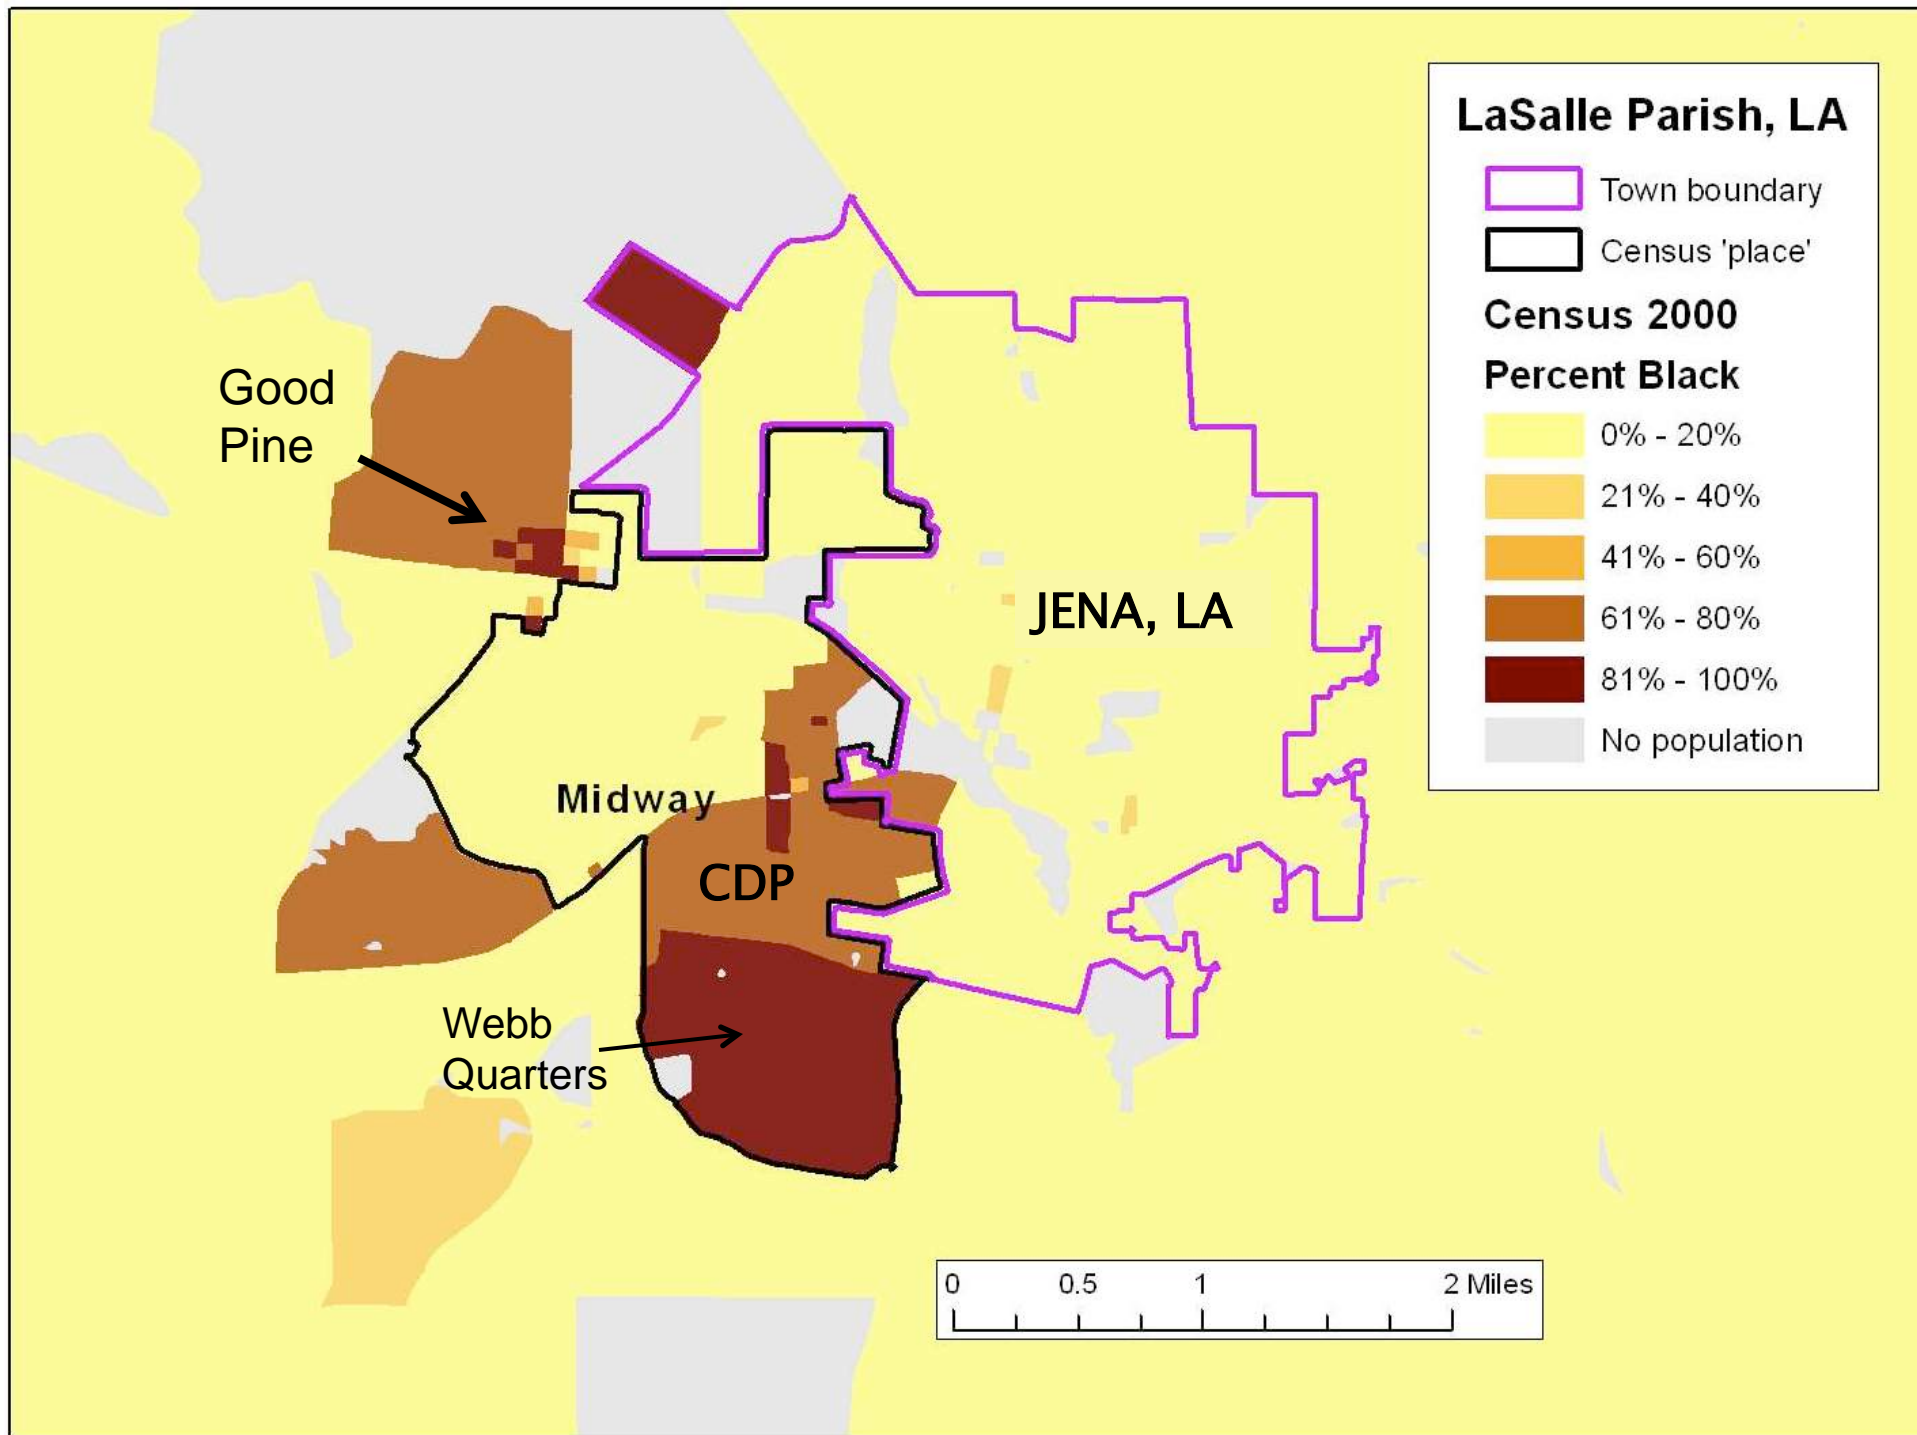 LaSalle Parish, LA
Town boundary
Census 'place'
Census 2000
Percent Black
0% - 20%
21% - 40%
41% - 60%
61% - 80%
81% - 100%
No population
Good
Pine
JENA, LA
Midway
CDP
Webb
Quarters
0 0.5 1 2 Miles